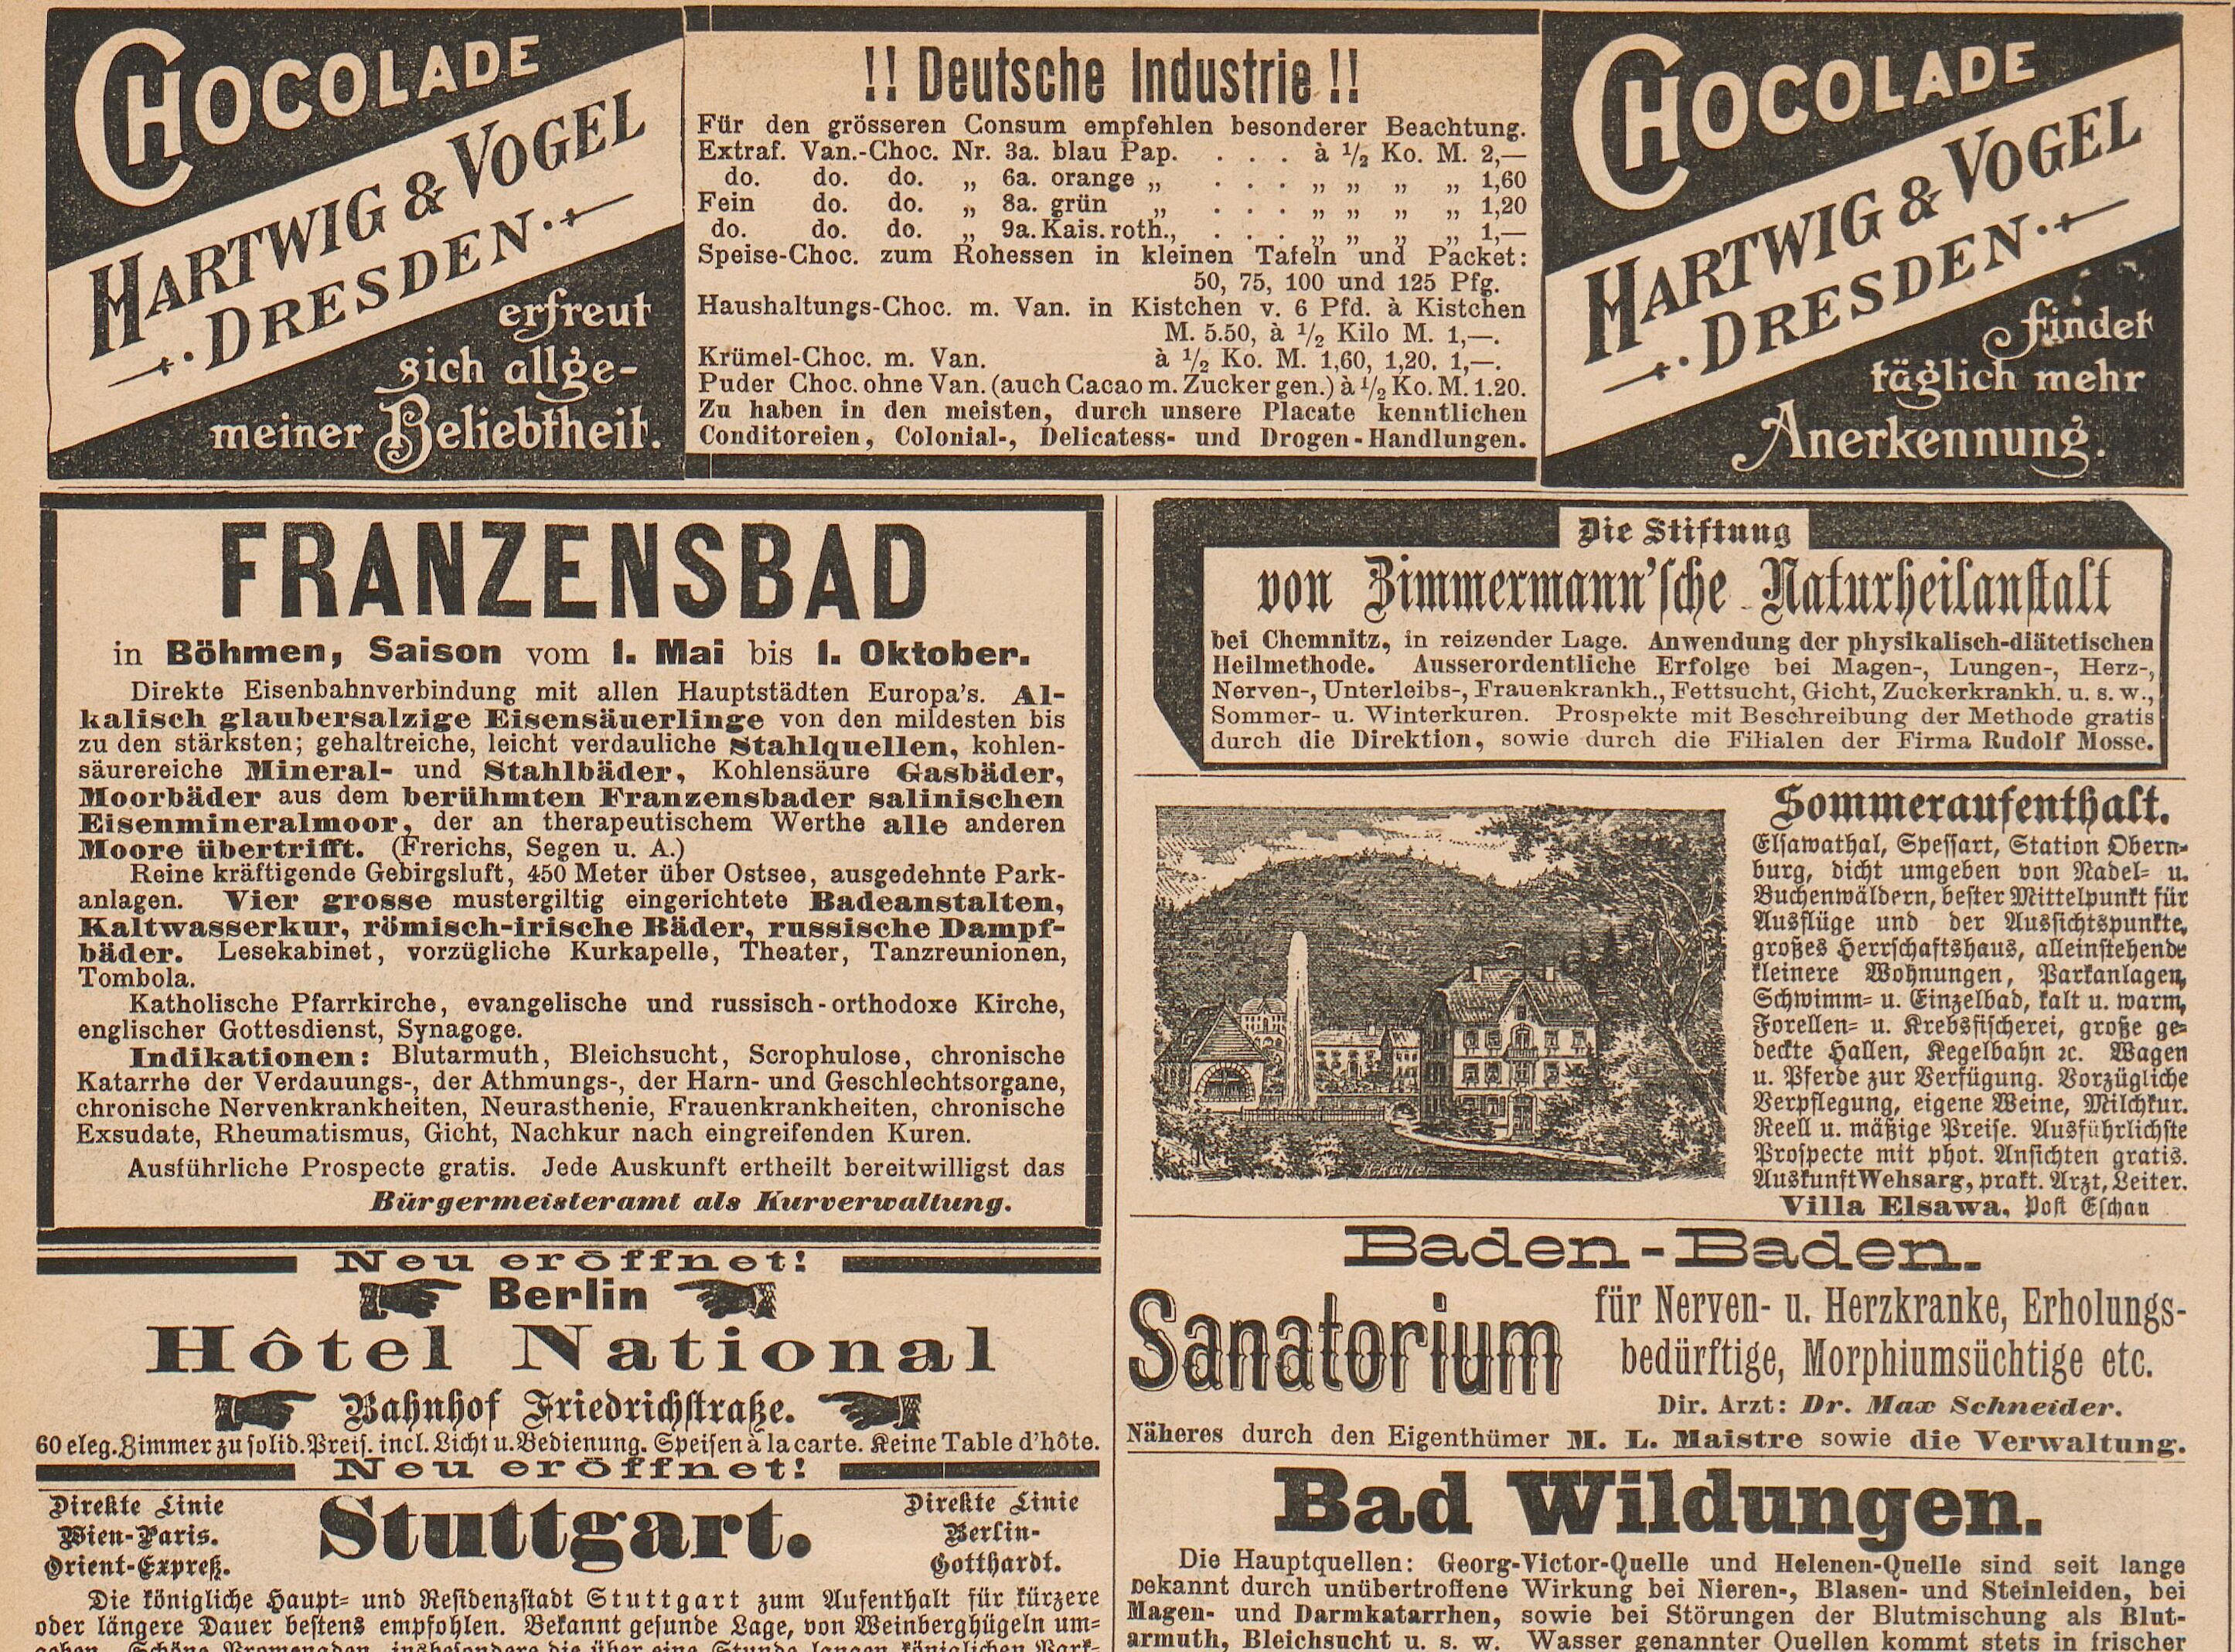 CHOCOLADE
HARTWIG & VOGEL
DRESDEN
erfreut
sich allge-
meiner Beliebtheit.
!! Deutsche Industrie !!
Für den grösseren Consum empfehlen besonderer Beachtung.
Extraf. Van.-Choc. Nr. 3a. blau Pap. . . . à 1/2 Ko. M. 2,—
do. do. do. „ 6a. orange „ . . . „ „ „ „ 1,60
Fein do. do. „ 8a. grün „ . . . „ „ „ „ 1,20
do. do. do. „ 9a. Kais. roth., . . . „ „ „ „ 1,—
Speise-Choc. zum Rohessen in kleinen Tafeln und Packet:
50, 75, 100 und 125 Pfg.
Haushaltungs-Choc. m. Van. in Kistchen v. 6 Pfd. à Kistchen
M. 5.50, à 1/2 Kilo M. 1,—.
Krümel-Choc. m. Van. à 1/2 Ko. M. 1,60, 1,20, 1,—.
Puder Choc. ohne Van. (auch Cacao m. Zucker gen.) à 1/2 Ko. M. 1.20.
Zu haben in den meisten, durch unsere Placate kenntlichen
Conditoreien, Colonial-, Delicatess- und Drogen-Handlungen.
CHOCOLADE
HARTWIG & VOGEL
DRESDEN
findet
täglich mehr
Anerkennung.
FRANZENSBAD
in Böhmen, Saison vom 1. Mai bis 1. Oktober.
Direkte Eisenbahnverbindung mit allen Hauptstädten Europa's. Al-
kalisch glaubersalzige Eisensäuerlinge von den mildesten bis
zu den stärksten; gehaltreiche, leicht verdauliche Stahlquellen, kohlen-
säurereiche Mineral- und Stahlbäder, Kohlensäure Gasbäder,
Moorbäder aus dem berühmten Franzensbader salinischen
Eisenmineralmoor, der an therapeutischem Werthe alle anderen
Moore übertrifft. (Frerichs, Segen u. A.)
Reine kräftigende Gebirgsluft, 450 Meter über Ostsee, ausgedehnte Park-
anlagen. Vier grosse mustergiltig eingerichtete Badeanstalten,
Kaltwasserkur, römisch-irische Bäder, russische Dampf-
bäder. Lesekabinet, vorzügliche Kurkapelle, Theater, Tanzreunionen,
Tombola.
Katholische Pfarrkirche, evangelische und russisch-orthodoxe Kirche,
englischer Gottesdienst, Synagoge.
Indikationen: Blutarmuth, Bleichsucht, Scrophulose, chronische
Katarrhe der Verdauungs-, der Athmungs-, der Harn- und Geschlechtsorgane,
chronische Nervenkrankheiten, Neurasthenie, Frauenkrankheiten, chronische
Exsudate, Rheumatismus, Gicht, Nachkur nach eingreifenden Kuren.
Ausführliche Prospecte gratis. Jede Auskunft ertheilt bereitwilligst das
Bürgermeisteramt als Kurverwaltung.
Neu eröffnet!
Berlin
Hôtel National
Bahnhof Friedrichstraße.
60 eleg. Zimmer zu solid. Preis. incl. Licht u. Bedienung. Speisen à la carte. Keine Table d'hôte.
Neu eröffnet!
Direkte Linie
Wien-Paris.
Orient-Expreß.
Stuttgart.
Direkte Linie
Berlin-
Gotthardt.
Die königliche Haupt- und Residenzstadt Stuttgart zum Aufenthalt für kürzere
oder längere Dauer bestens empfohlen. Bekannt gesunde Lage, von Weinberghügeln um-
geben. Schöne Promenaden, insbesondere die über eine Stunde langen königlichen Park-
Die Stiftung
von Zimmermann'sche Naturheilanstalt
bei Chemnitz, in reizender Lage. Anwendung der physikalisch-diätetischen
Heilmethode. Ausserordentliche Erfolge bei Magen-, Lungen-, Herz-,
Nerven-, Unterleibs-, Frauenkrankh., Fettsucht, Gicht, Zuckerkrankh. u. s. w.,
Sommer- u. Winterkuren. Prospekte mit Beschreibung der Methode gratis
durch die Direktion, sowie durch die Filialen der Firma Rudolf Mosse.
Sommeraufenthalt.
Elsawathal, Spessart, Station Obern-
burg, dicht umgeben von Nadel- u.
Buchenwäldern, bester Mittelpunkt für
Ausflüge und der Aussichtspunkte,
großes Herrschaftshaus, alleinstehende
kleinere Wohnungen, Parkanlagen,
Schwimm- u. Einzelbad, kalt u. warm,
Forellen- u. Krebsfischerei, große ge-
deckte Hallen, Kegelbahn ꝛc. Wagen
u. Pferde zur Verfügung. Vorzügliche
Verpflegung, eigene Weine, Milchkur.
Reell u. mäßige Preise. Ausführlichste
Prospecte mit phot. Ansichten gratis.
Auskunft Wehsarg, prakt. Arzt, Leiter.
Villa Elsawa, Post Eschau
Baden-Baden.
Sanatorium
für Nerven- u. Herzkranke, Erholungs-
bedürftige, Morphiumsüchtige etc.
Dir. Arzt: Dr. Max Schneider.
Näheres durch den Eigenthümer M. L. Maistre sowie die Verwaltung.
Bad Wildungen.
Die Hauptquellen: Georg-Victor-Quelle und Helenen-Quelle sind seit lange
bekannt durch unübertroffene Wirkung bei Nieren-, Blasen- und Steinleiden, bei
Magen- und Darmkatarrhen, sowie bei Störungen der Blutmischung als Blut-
armuth, Bleichsucht u. s. w. Wasser genannter Quellen kommt stets in frischer